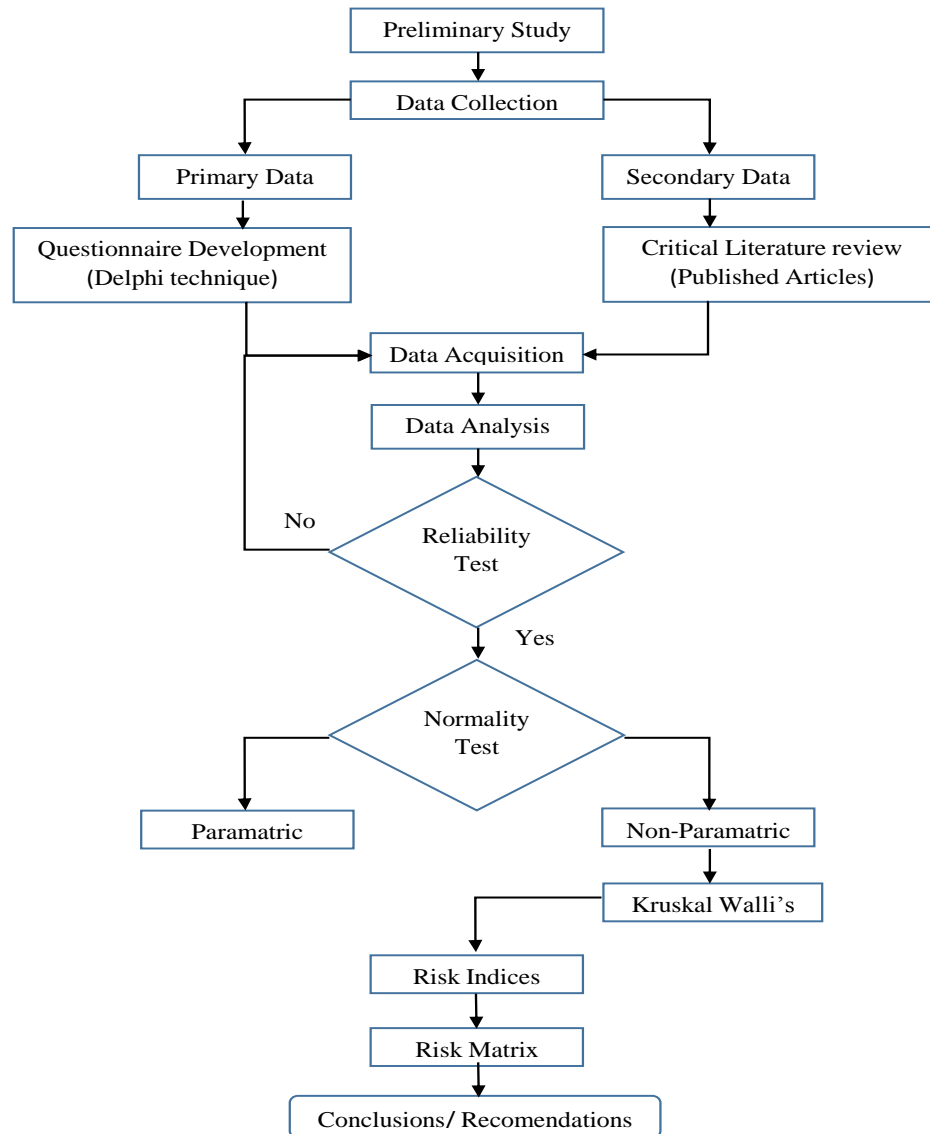 Preliminary Study
Data Collection
Primary Data
Secondary Data
Questionnaire Development
(Delphi technique)
Critical Literature review
(Published Articles)
Data Acquisition
Data Analysis
No
Reliability
Test
Yes
Normality
Test
Paramatric
Non-Paramatric
Kruskal Walli’s
Risk Indices
Risk Matrix
Conclusions/ Recomendations